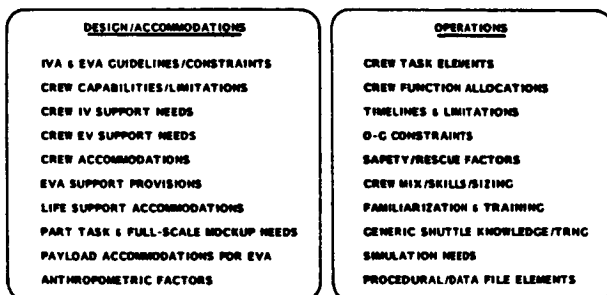 DESIGN/ACCOMMODATIONS
IVA & EVA GUIDELINES/CONSTRAINTS
CREW CAPABILITIES/LIMITATIONS
CREW IV SUPPORT NEEDS
CREW EV SUPPORT NEEDS
CREW ACCOMMODATIONS
EVA SUPPORT PROVISIONS
LIFE SUPPORT ACCOMMODATIONS
PART TASK & FULL-SCALE MOCKUP NEEDS
PAYLOAD ACCOMMODATIONS FOR EVA
ANTHROPOMETRIC FACTORS
OPERATIONS
CREW TASK ELEMENTS
CREW FUNCTION ALLOCATIONS
TIMELINES & LIMITATIONS
0-G CONSTRAINTS
SAFETY/RESCUE FACTORS
CREW MIX/SKILLS/SIZING
FAMILIARIZATION & TRAINING
GENERIC SHUTTLE KNOWLEDGE/TRNG
SIMULATION NEEDS
PROCEDURAL/DATA FILE ELEMENTS